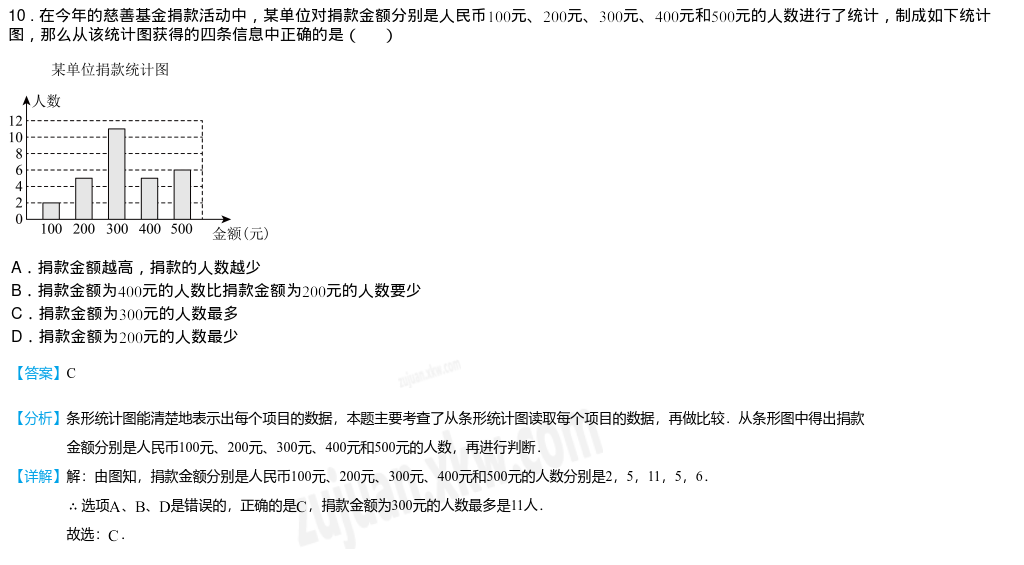 10．在今年的慈善基金捐款活动中，某单位对捐款金额分别是人民币100元、200元、300元、400元和500元的人数进行了统计，制成如下统计
图，那么从该统计图获得的四条信息中正确的是（　　）
某单位捐款统计图
人数
12
10
8
6
4
2
0
100 200 300 400 500
金额(元)
A．捐款金额越高，捐款的人数越少
B．捐款金额为400元的人数比捐款金额为200元的人数要少
C．捐款金额为300元的人数最多
D．捐款金额为200元的人数最少
【答案】C
【分析】条形统计图能清楚地表示出每个项目的数据，本题主要考查了从条形统计图读取每个项目的数据，再做比较．从条形图中得出捐款
金额分别是人民币100元、200元、300元、400元和500元的人数，再进行判断．
【详解】解：由图知，捐款金额分别是人民币100元、200元、300元、400元和500元的人数分别是2，5，11，5，6．
∴选项A、B、D是错误的，正确的是C，捐款金额为300元的人数最多是11人．
故选：C．
zujuan.xkw.com
zujuan.xkw.com